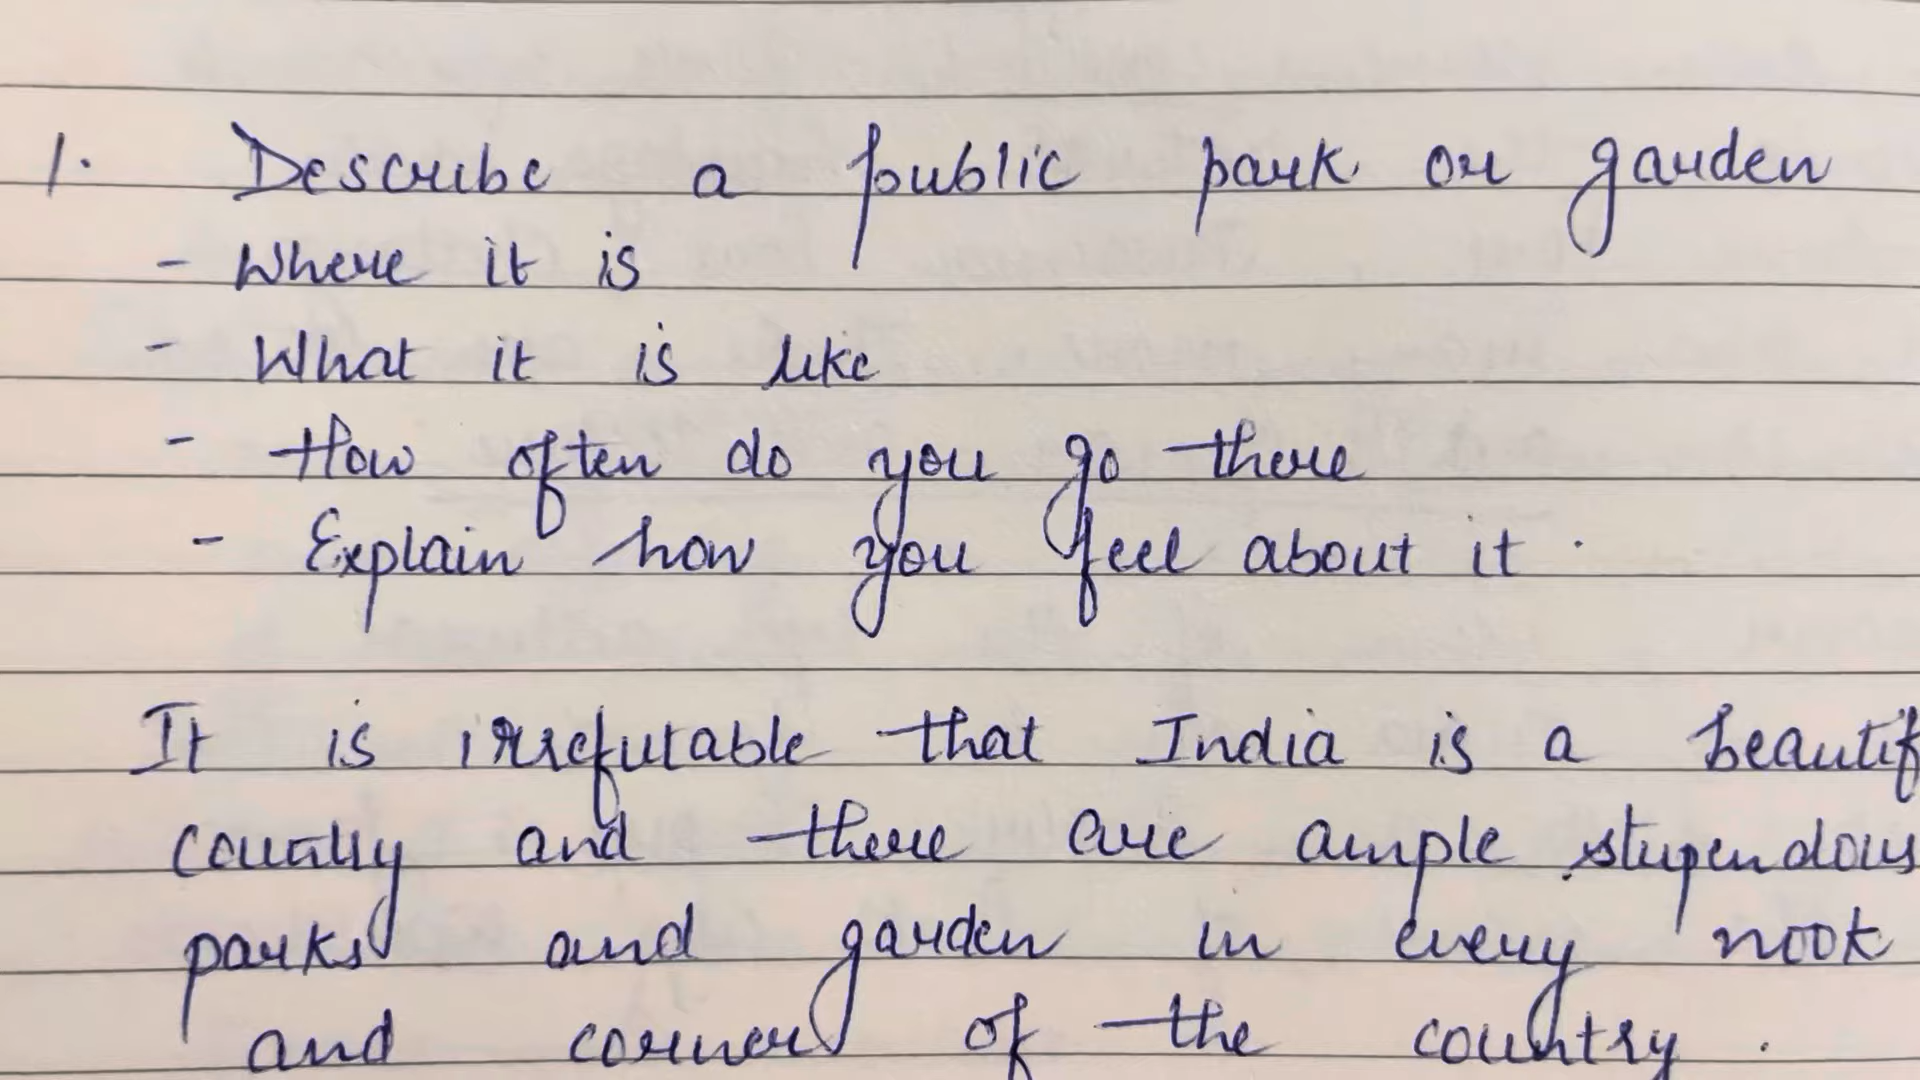 1. Describe a public park or garden
- Where it is
- What it is like
- How often do you go there
- Explain how you feel about it.
It is irrefutable that India is a beautif
country and there are ample stupendous
parks and garden in every nook
and corner of the country.